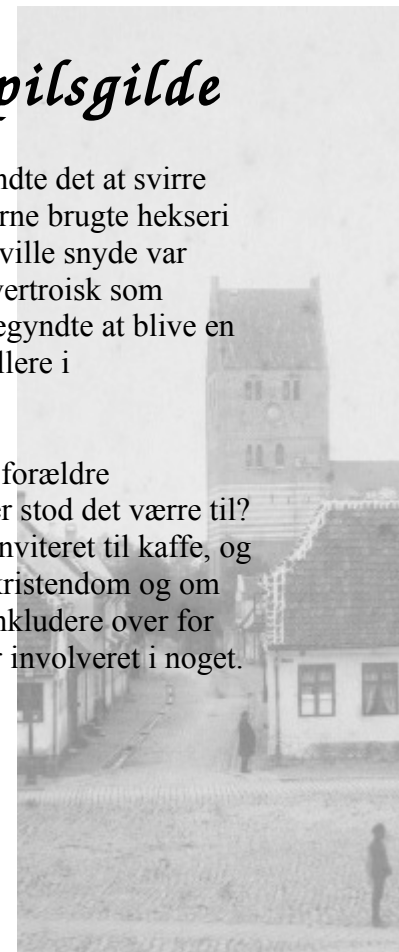 pilsgilde
ndte det at svirre
rne brugte hekseri
ville snyde var
vertroisk som
egyndte at blive en
llere i
forældre
er stod det værre til?
nviteret til kaffe, og
kristendom og om
nkludere over for
r involveret i noget.